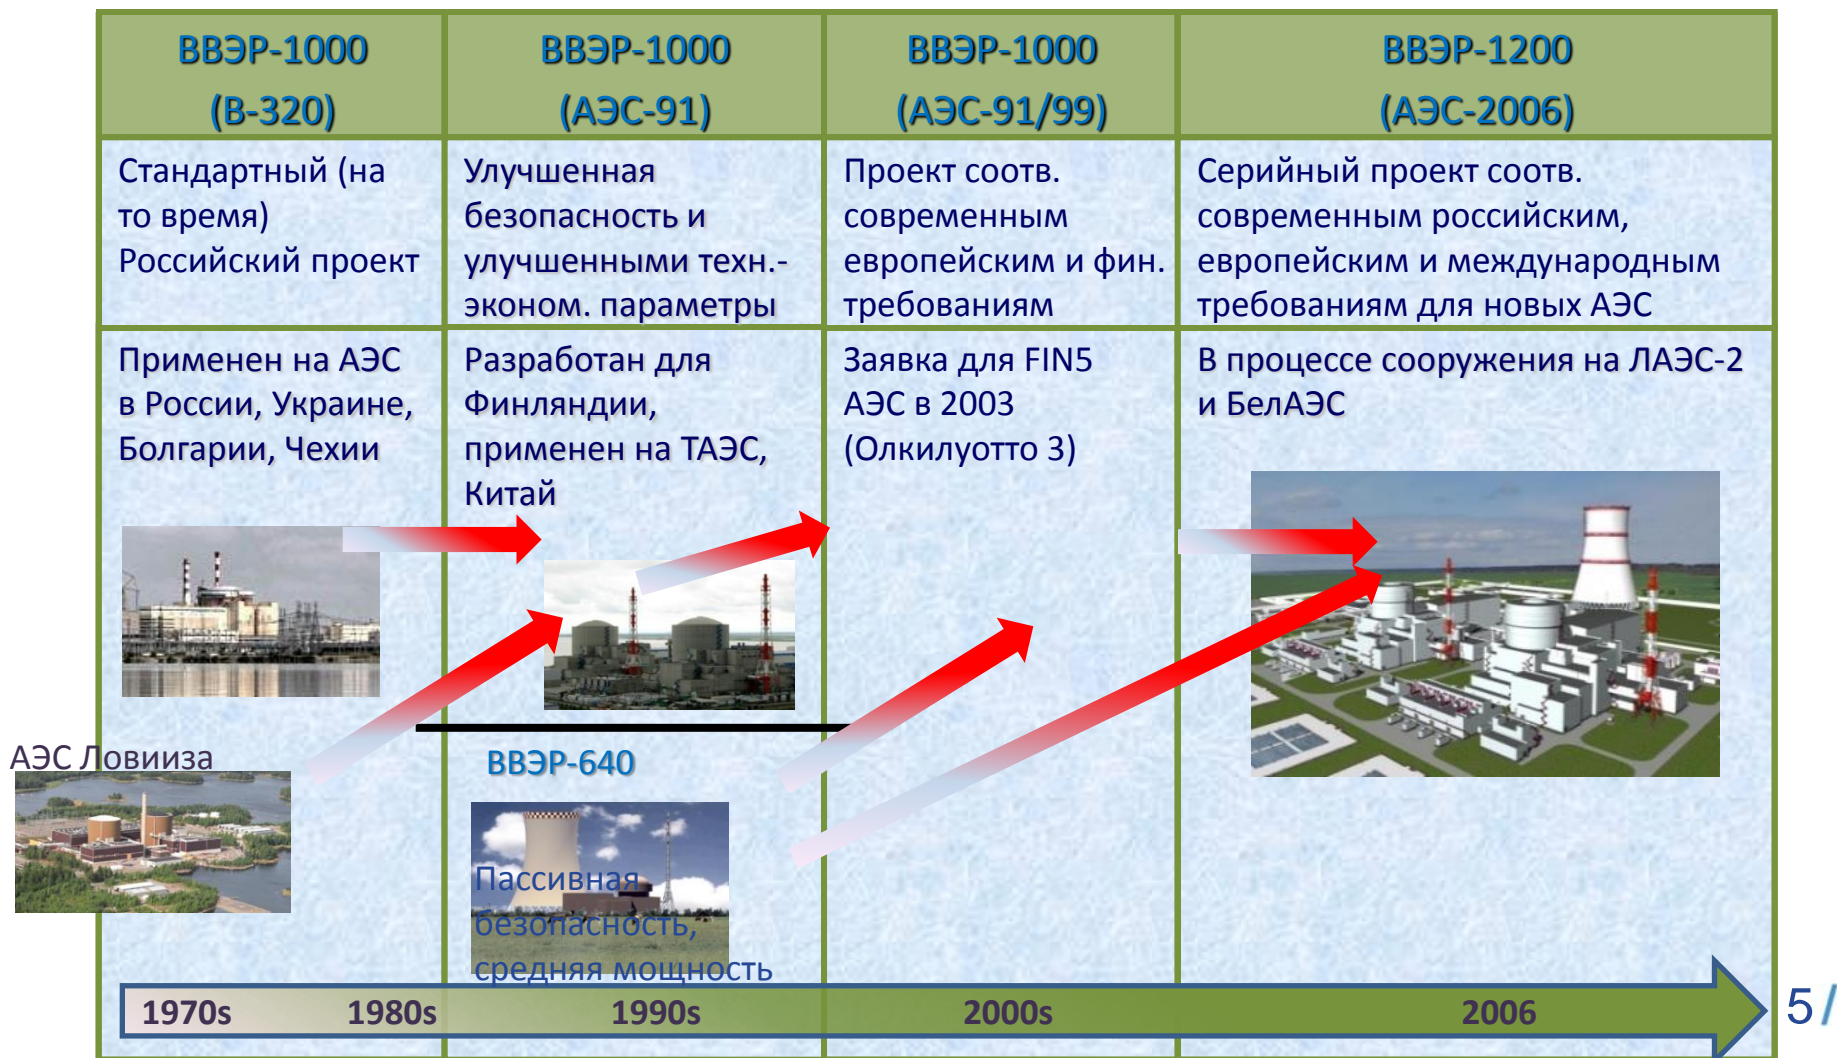 ВВЭР-1000
(В-320)
ВВЭР-1000
(АЭС-91)
ВВЭР-1000
(АЭС-91/99)
ВВЭР-1200
(АЭС-2006)
Стандартный (на
то время)
Российский проект
Улучшенная
безопасность и
улучшенными техн.-
эконом. параметры
Проект соотв.
современным
европейским и фин.
требованиям
Серийный проект соотв.
современным российским,
европейским и международным
требованиям для новых АЭС
Применен на АЭС
в России, Украине,
Болгарии, Чехии
Разработан для
Финляндии,
применен на ТАЭС,
Китай
Заявка для FIN5
АЭС в 2003
(Олкилуотто 3)
В процессе сооружения на ЛАЭС-2
и БелАЭС
АЭС Ловииза
ВВЭР-640
Пассивная
безопасность,
средняя мощность
1970s
1980s
1990s
2000s
2006
5/